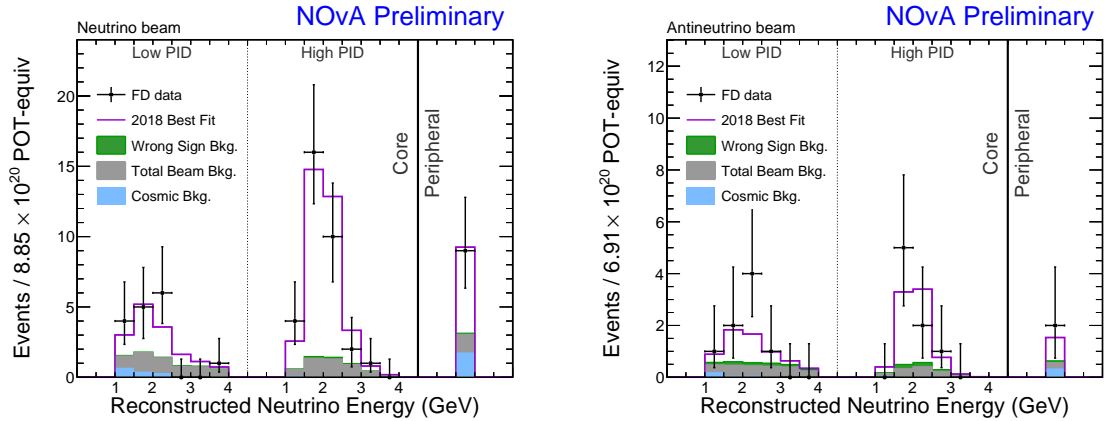 NOvA Preliminary
Neutrino beam
Low PID
High PID
FD data
2018 Best Fit
Wrong Sign Bkg.
Total Beam Bkg.
Cosmic Bkg.
Core
Peripheral
Events / 8.85 × 10²⁰ POT-equiv
20
15
10
5
0
1 2 3 4 1 2 3 4
Reconstructed Neutrino Energy (GeV)
NOvA Preliminary
Antineutrino beam
Low PID
High PID
FD data
2018 Best Fit
Wrong Sign Bkg.
Total Beam Bkg.
Cosmic Bkg.
Core
Peripheral
Events / 6.91 × 10²⁰ POT-equiv
12
10
8
6
4
2
0
1 2 3 4 1 2 3 4
Reconstructed Neutrino Energy (GeV)